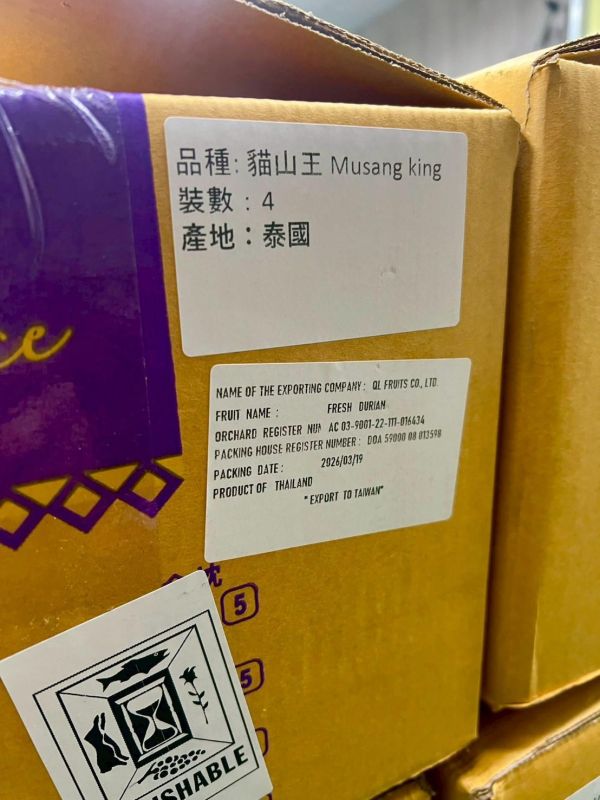 品種: 貓山王 Musang king
裝數 : 4
產地：泰國
ce
NAME OF THE EXPORTING COMPANY : QL FRUITS CO., LTD.
FRUIT NAME : FRESH DURIAN
ORCHARD REGISTER NUM AC 03-9001-22-111-016434
PACKING HOUSE REGISTER NUMBER : DOA 59000 08 013598
PACKING DATE : 2026/03/19
PRODUCT OF THAILAND
"EXPORT TO TAIWAN"
枕
5
5
ISHABLE